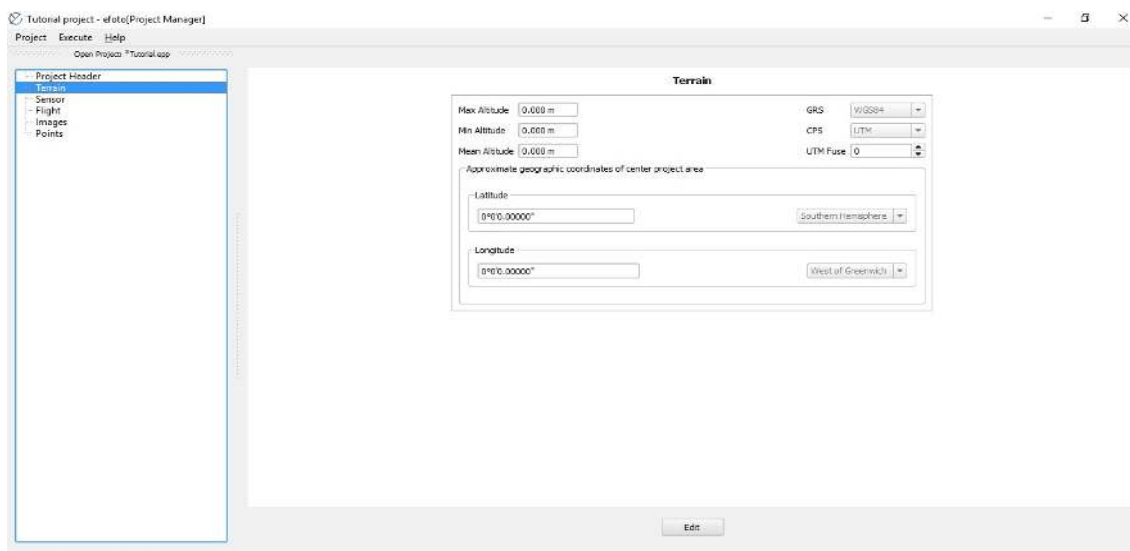 Tutorial project - efoto[Project Manager]
Project Execute Help
Open Project: *Tutorial.epp
Project Header
Terrain
Sensor
Flight
Images
Points
Terrain
Max Altitude 0.000 m GRS WGS84
Min Altitude 0.000 m CPS UTM
Mean Altitude 0.000 m UTM Fuse 0
Approximate geographic coordinates of center project area
Latitude
0°0'0.00000" Southern Hemisphere
Longitude
0°0'0.00000" West of Greenwich
Edit